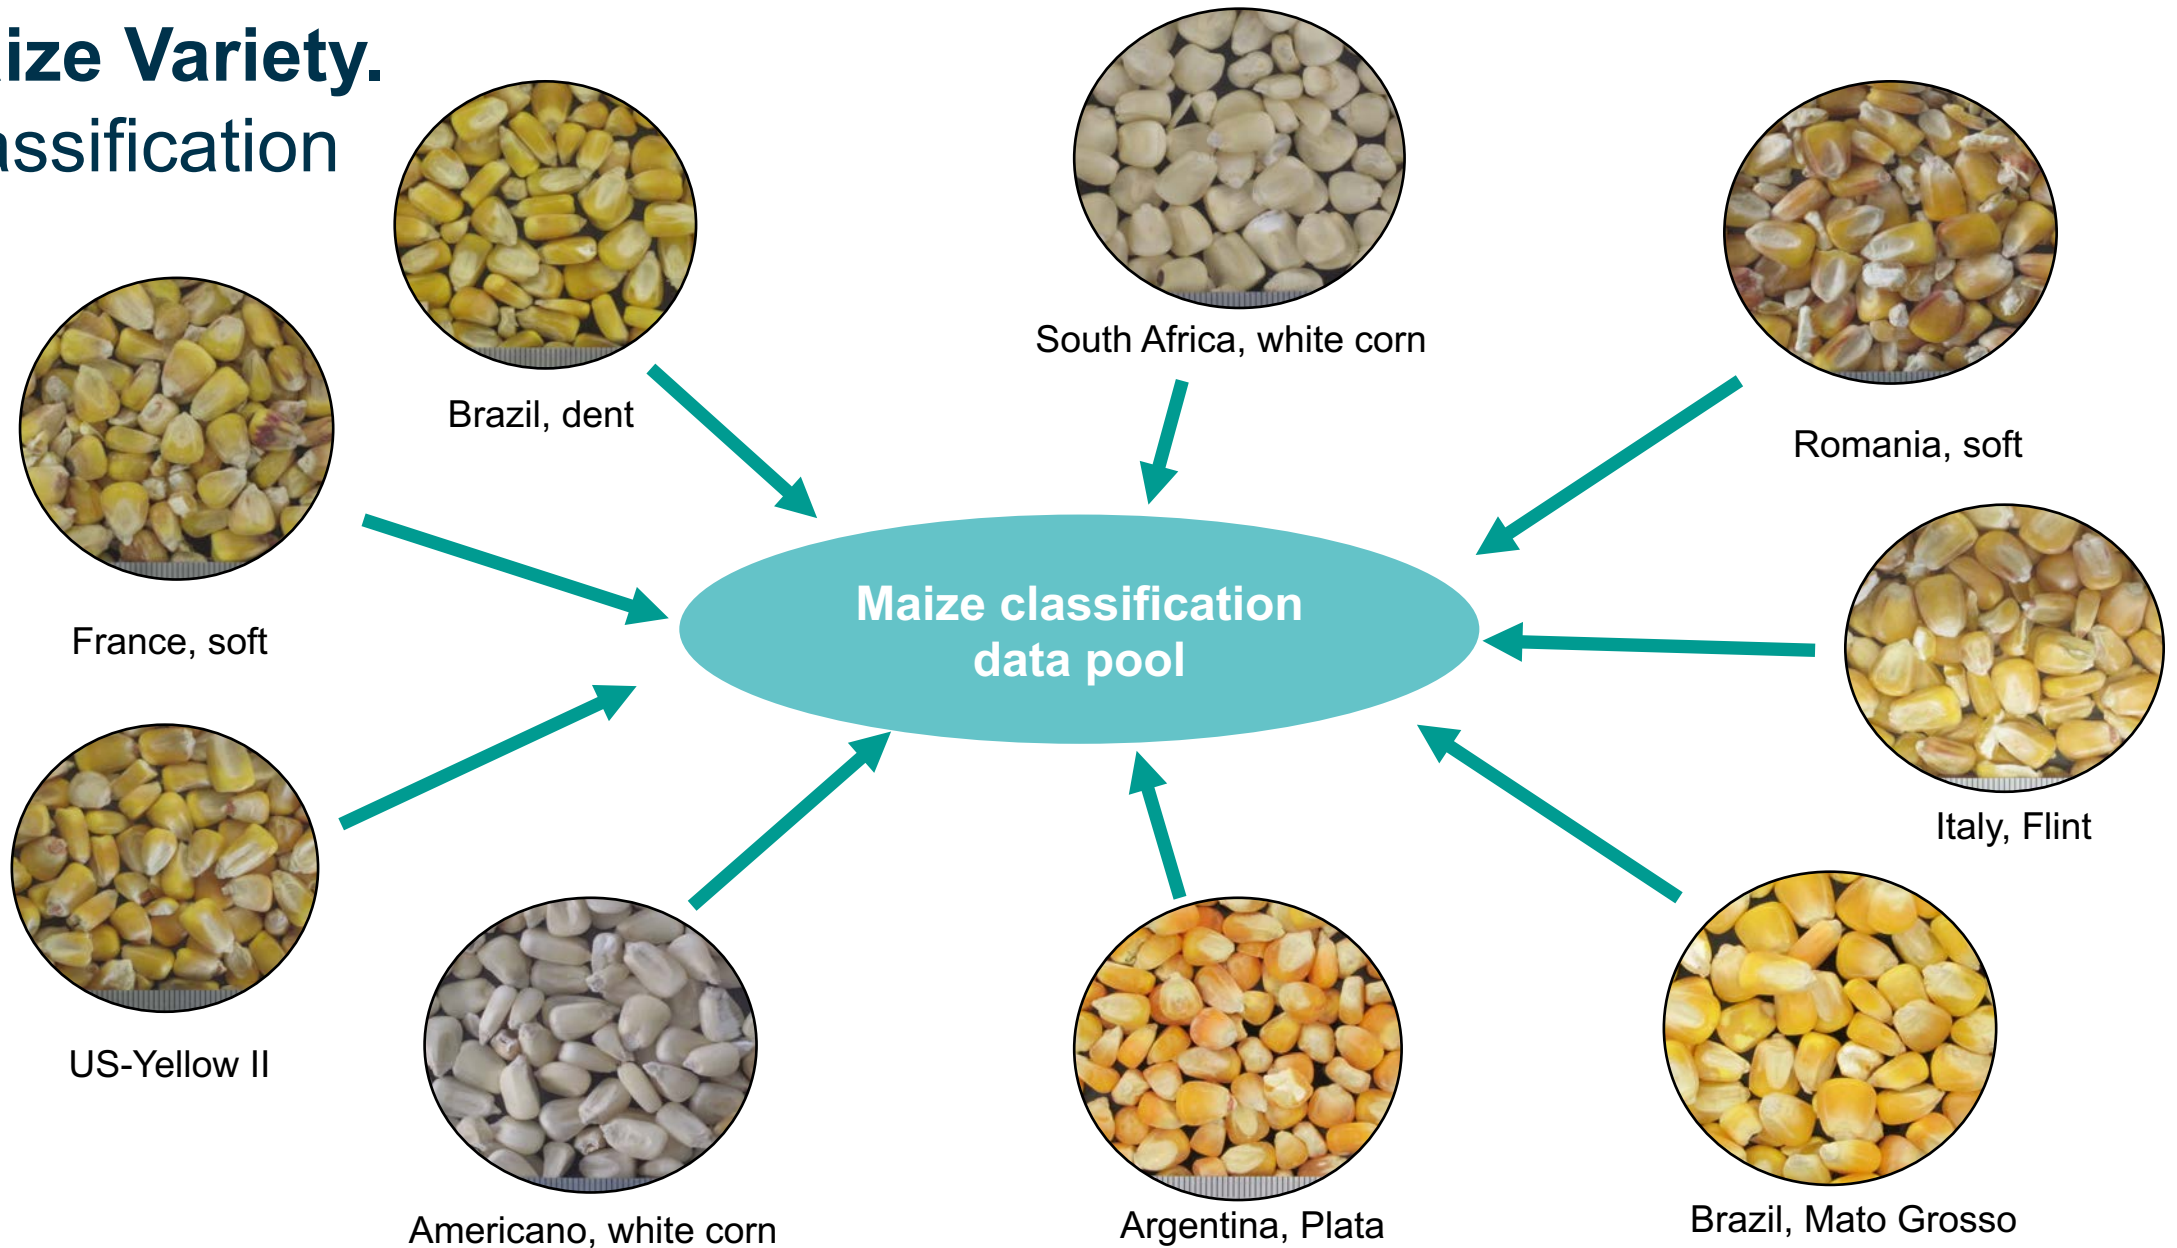 ize Variety.
assification
Brazil, dent
South Africa, white corn
Romania, soft
France, soft
Maize classification
data pool
Italy, Flint
US-Yellow II
Americano, white corn
Argentina, Plata
Brazil, Mato Grosso